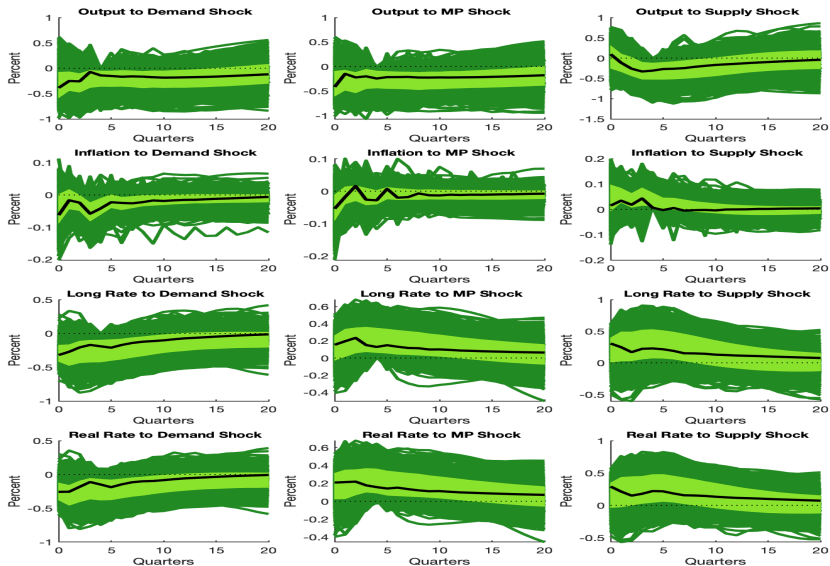 Output to Demand Shock
1
0.5
0
-0.5
-1
Percent
0 5 10 15 20
Quarters
Output to MP Shock
1
0.5
0
-0.5
-1
Percent
0 5 10 15 20
Quarters
Output to Supply Shock
1
0.5
0
-0.5
-1
-1.5
Percent
0 5 10 15 20
Quarters
Inflation to Demand Shock
0.1
0
-0.1
-0.2
Percent
0 5 10 15 20
Quarters
Inflation to MP Shock
0.1
0
-0.1
-0.2
Percent
0 5 10 15 20
Quarters
Inflation to Supply Shock
0.2
0.1
0
-0.1
-0.2
Percent
0 5 10 15 20
Quarters
Long Rate to Demand Shock
0.5
0
-0.5
-1
Percent
0 5 10 15 20
Quarters
Long Rate to MP Shock
0.6
0.4
0.2
0
-0.2
-0.4
Percent
0 5 10 15 20
Quarters
Long Rate to Supply Shock
1
0.5
0
-0.5
Percent
0 5 10 15 20
Quarters
Real Rate to Demand Shock
0.5
0
-0.5
-1
Percent
0 5 10 15 20
Quarters
Real Rate to MP Shock
0.6
0.4
0.2
0
-0.2
-0.4
Percent
0 5 10 15 20
Quarters
Real Rate to Supply Shock
1
0.5
0
-0.5
Percent
0 5 10 15 20
Quarters